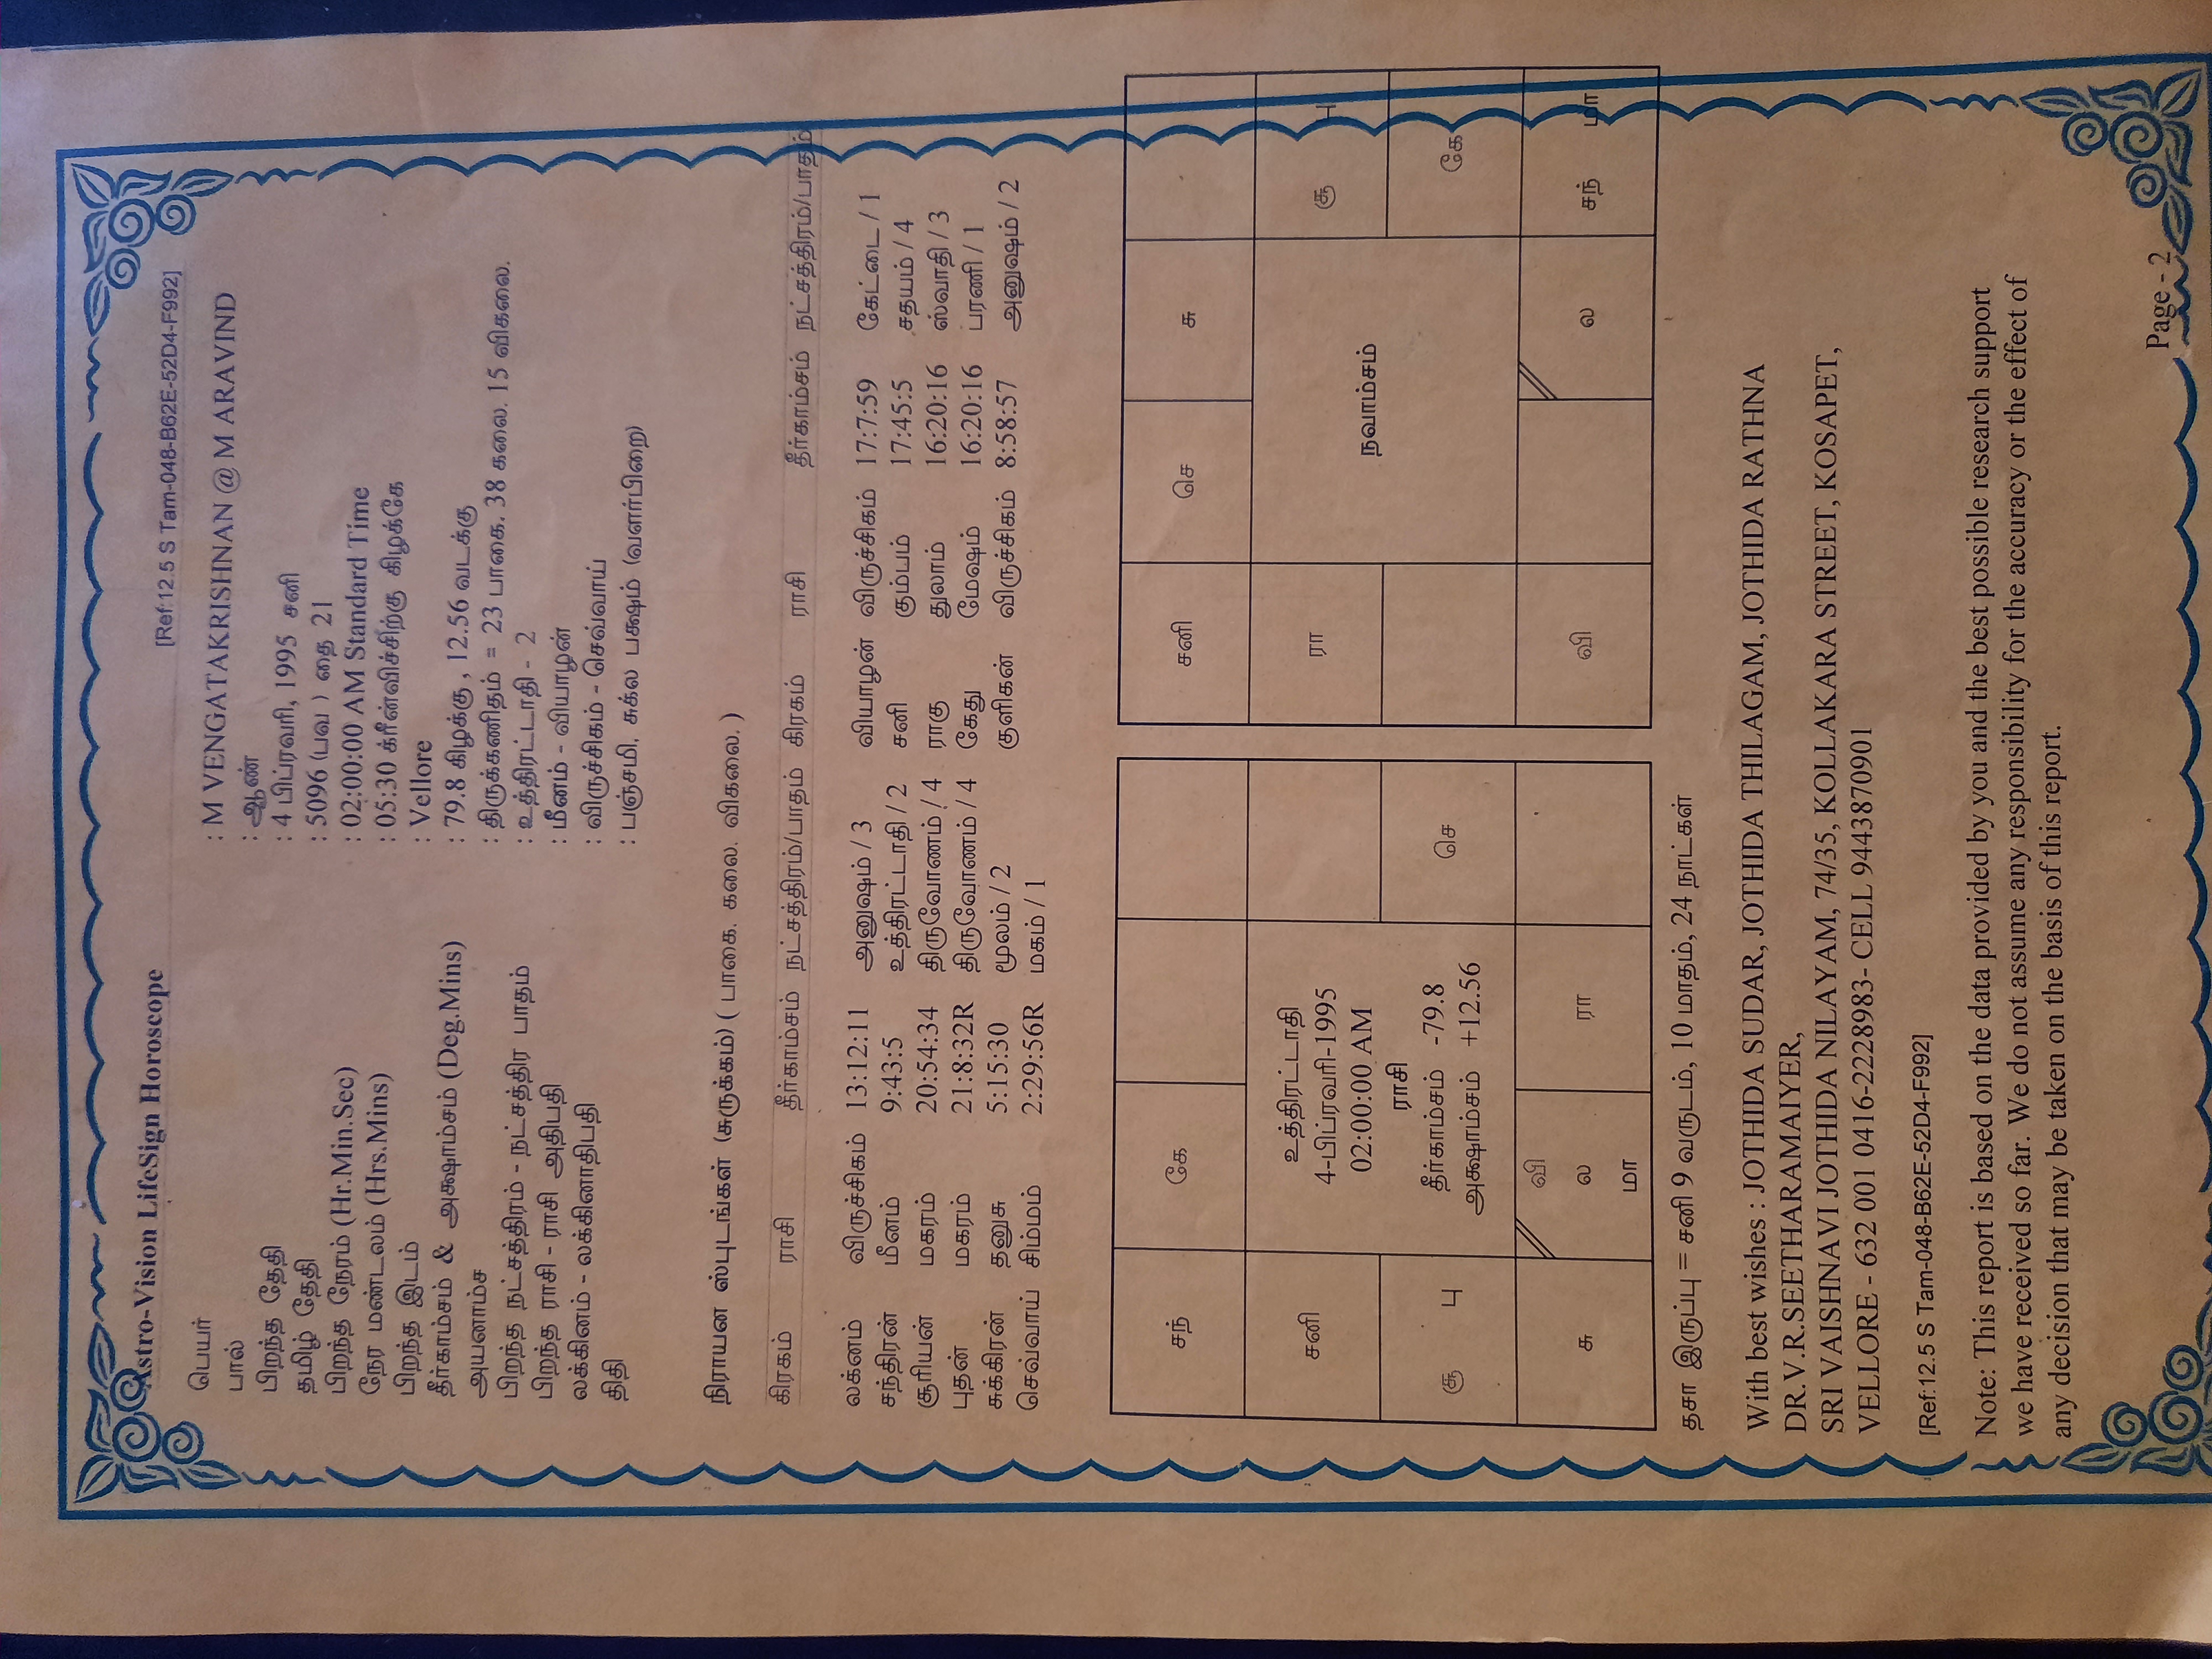 Astro-Vision LifeSign Horoscope
[Ref:12.5 S Tam-048-B62E-52D4-F992]
பெயர் : M VENGATAKRISHNAN @ M ARAVIND
பால் : ஆண்
பிறந்த தேதி : 4 பிப்ரவரி, 1995 சனி
தமிழ் தேதி : 5096 (பவ ) தை 21
பிறந்த நேரம் (Hr.Min.Sec) : 02:00:00 AM Standard Time
நேர மண்டலம் (Hrs.Mins) : 05:30 க்ரீன்விச்சிற்கு கிழக்கே
பிறந்த இடம் : Vellore
தீர்காம்சம் & அக்ஷாம்சம் (Deg.Mins) : 79.8 கிழக்கு , 12.56 வடக்கு
அயனாம்ச : திருக்கணிதம் = 23 பாகை. 38 கலை. 15 விகலை.
பிறந்த நட்சத்திரம் - நட்சத்திர பாதம் : உத்திரட்டாதி - 2
பிறந்த ராசி - ராசி அதிபதி : மீனம் - வியாழன்
லக்கினம் - லக்கினாதிபதி : விருச்சிகம் - செவ்வாய்
திதி : பஞ்சமி, சுக்ல பக்ஷம் (வளர்பிறை)
நிராயன ஸ்புடங்கள் (சுருக்கம்) ( பாகை. கலை. விகலை. )
கிரகம் ராசி தீர்காம்சம் நட்சத்திரம்/பாதம் கிரகம் ராசி தீர்காம்சம் நட்சத்திரம்/பாதம்
லக்னம் விருச்சிகம் 13:12:11 அனுஷம் / 3 வியாழன் விருச்சிகம் 17:7:59 கேட்டை / 1
சந்திரன் மீனம் 9:43:5 உத்திரட்டாதி / 2 சனி கும்பம் 17:45:5 சதயம் / 4
சூரியன் மகரம் 20:54:34 திருவோணம் / 4 ராகு துலாம் 16:20:16 ஸ்வாதி / 3
புதன் மகரம் 21:8:32R திருவோணம் / 4 கேது மேஷம் 16:20:16 பரணி / 1
சுக்கிரன் தனுசு 5:15:30 மூலம் / 2 குளிகன் விருச்சிகம் 8:58:57 அனுஷம் / 2
செவ்வாய் சிம்மம் 2:29:56R மகம் / 1
சந் கே
சனி
சூ பு
உத்திரட்டாதி
4-பிப்ரவரி-1995
02:00:00 AM
ராசி
தீர்காம்சம் -79.8
அக்ஷாம்சம் +12.56
செ
சு
வி
ல
மா
ரா
சனி செ சு
ரா
நவாம்சம்
சூ பு
கே
வி ல சந் மா
தசா இருப்பு = சனி 9 வருடம், 10 மாதம், 24 நாட்கள்
With best wishes : JOTHIDA SUDAR, JOTHIDA THILAGAM, JOTHIDA RATHNA
DR.V.R.SEETHARAMAIYER,
SRI VAISHNAVI JOTHIDA NILAYAM, 74/35, KOLLAKARA STREET, KOSAPET,
VELLORE - 632 001 0416-2228983- CELL 9443870901
[Ref:12.5 S Tam-048-B62E-52D4-F992]
Note: This report is based on the data provided by you and the best possible research support
we have received so far. We do not assume any responsibility for the accuracy or the effect of
any decision that may be taken on the basis of this report.
Page - 2